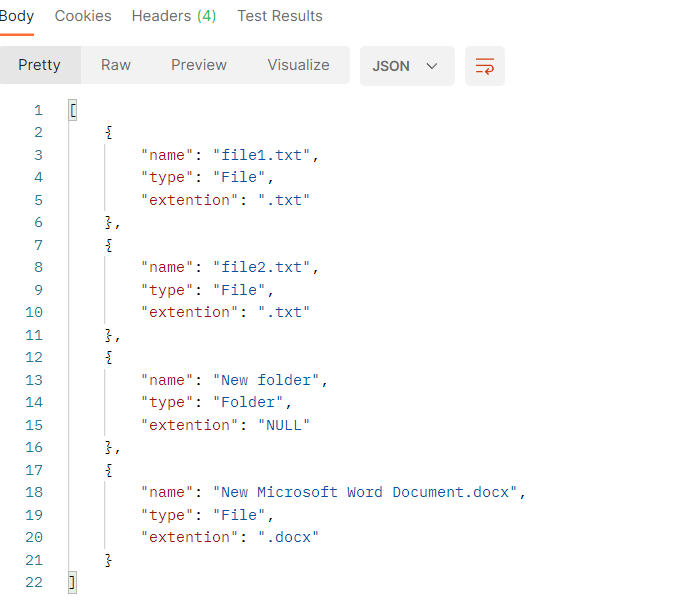 Body Cookies Headers (4) Test Results
Pretty Raw Preview Visualize JSON
1 [
2 {
3 "name": "file1.txt",
4 "type": "File",
5 "extention": ".txt"
6 },
7 {
8 "name": "file2.txt",
9 "type": "File",
10 "extention": ".txt"
11 },
12 {
13 "name": "New folder",
14 "type": "Folder",
15 "extention": "NULL"
16 },
17 {
18 "name": "New Microsoft Word Document.docx",
19 "type": "File",
20 "extention": ".docx"
21 }
22 ]